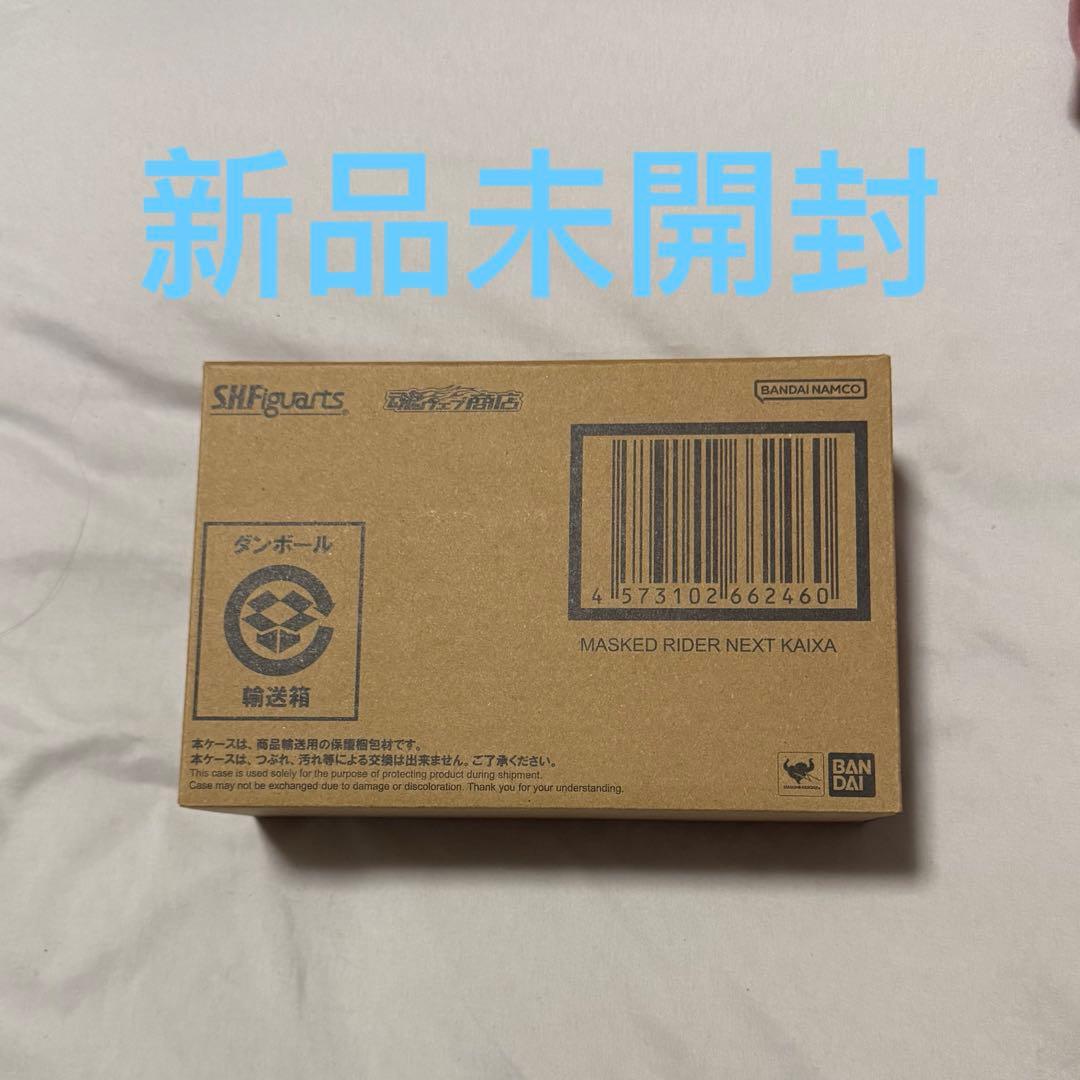 新品未開封
S.H.Figuarts
魂ウェブ商店
BANDAI NAMCO
4 573102 662460
MASKED RIDER NEXT KAIXA
ダンボール
輸送箱
本ケースは、商品輸送用の保護梱包材です。
本ケースは、つぶれ、汚れ等による交換は出来ません。ご了承ください。
This case is used solely for the purpose of protecting product during shipment.
Case may not be exchanged due to damage or discoloration. Thank you for your understanding.
BAN
DAI